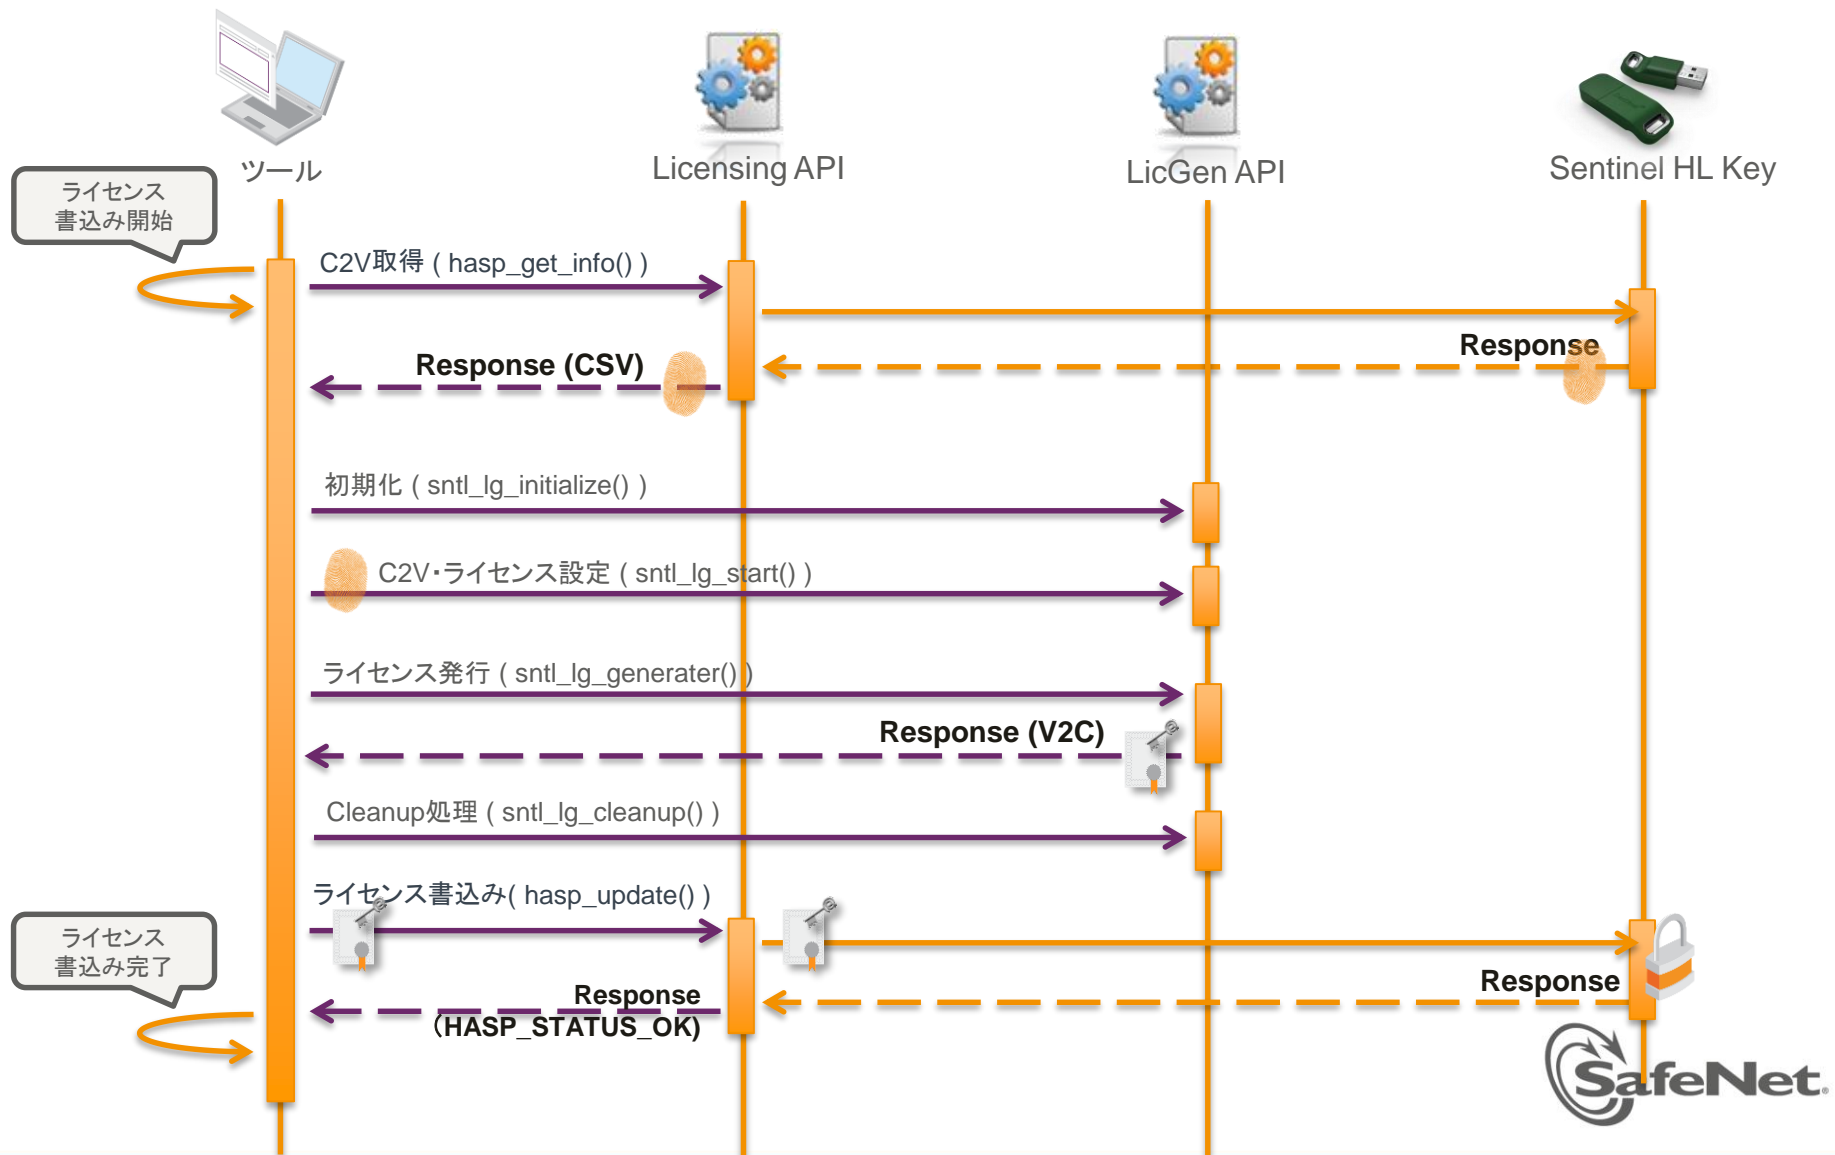 ツール
Licensing API
LicGen API
Sentinel HL Key
ライセンス
書込み開始
C2V取得 ( hasp_get_info() )
Response
Response (CSV)
初期化 ( sntl_lg_initialize() )
C2V・ライセンス設定 ( sntl_lg_start() )
ライセンス発行 ( sntl_lg_generater() )
Response (V2C)
Cleanup処理 ( sntl_lg_cleanup() )
ライセンス書込み( hasp_update() )
ライセンス
書込み完了
Response
Response
（HASP_STATUS_OK)
SafeNet.